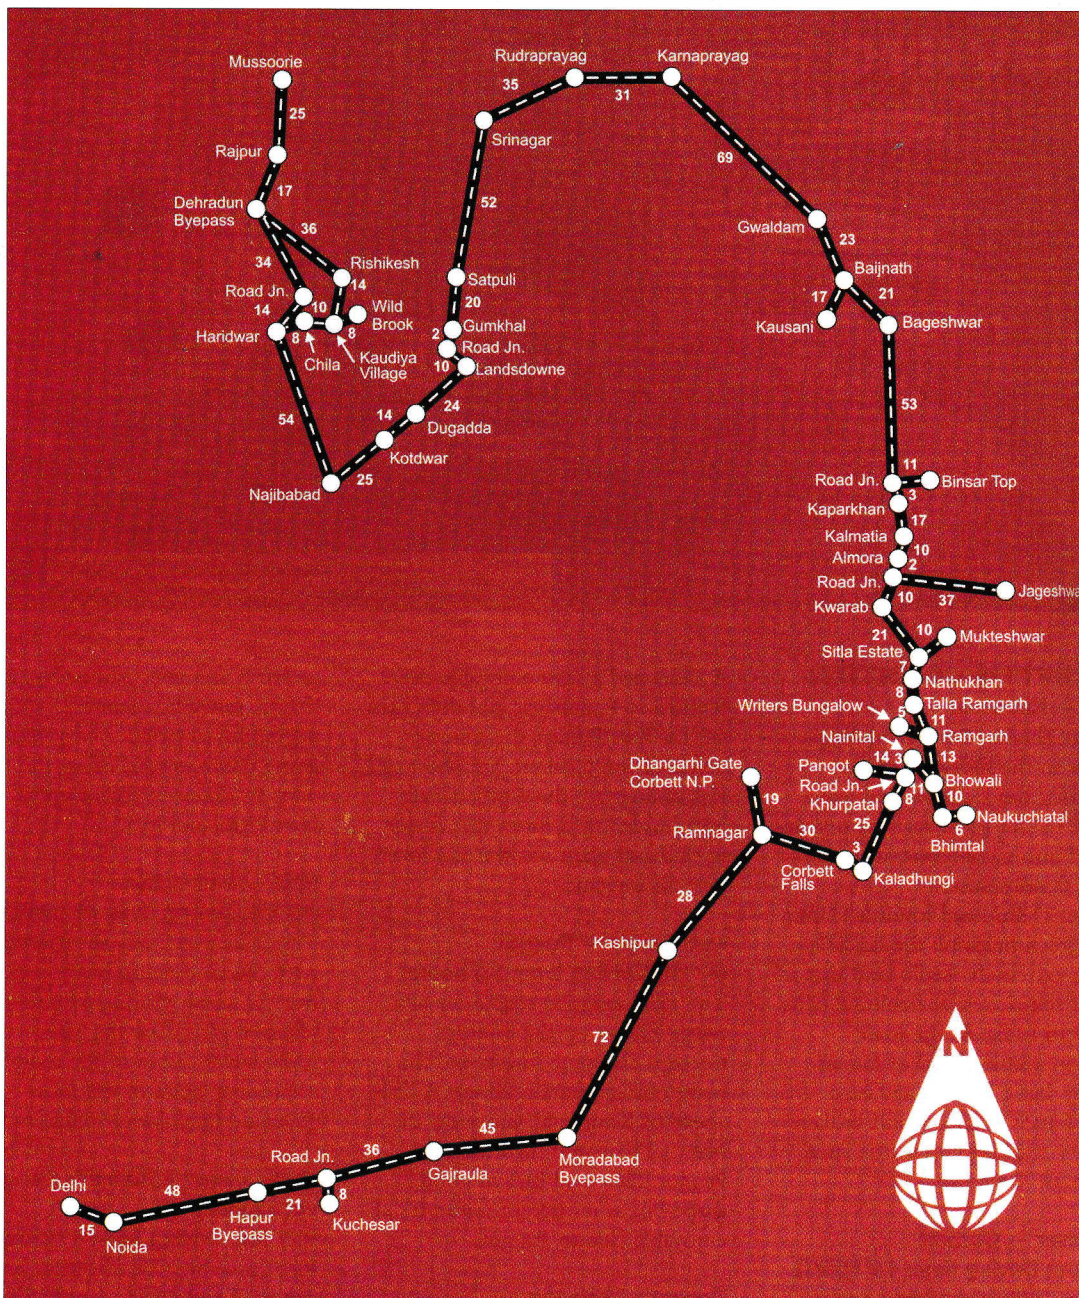 Mussoorie
25
Rajpur
17
Dehradun
Byepass
36
34
Rishikesh
14
Road Jn.
10
Wild
Brook
14
Haridwar
8
8
Chila
Kaudiya
Village
54
Najibabad
25
Kotdwar
14
Dugadda
24
Landsdowne
10
Road Jn.
2
Gumkhal
20
Satpuli
52
Srinagar
35
Rudraprayag
31
Karnaprayag
69
Gwaldam
23
Baijnath
17
Kausani
21
Bageshwar
53
11
Road Jn.
Binsar Top
3
Kaparkhan
17
Kalmatia
10
Almora
2
Road Jn.
10
37
Jageshwa
Kwarab
21
10
Mukteshwar
Sitla Estate
7
Nathukhan
8
Talla Ramgarh
Writers Bungalow
5
11
Ramgarh
Nainital
3
13
Pangot
14
Road Jn.
11
Bhowali
Khurpatal
8
10
Naukuchiatal
6
Bhimtal
25
Dhangarhi Gate
Corbett N.P.
19
Ramnagar
30
3
Corbett
Falls
Kaladhungi
28
Kashipur
72
N
45
Moradabad
Byepass
Gajraula
36
Road Jn.
8
Kuchesar
21
Hapur
Byepass
48
Delhi
15
Noida